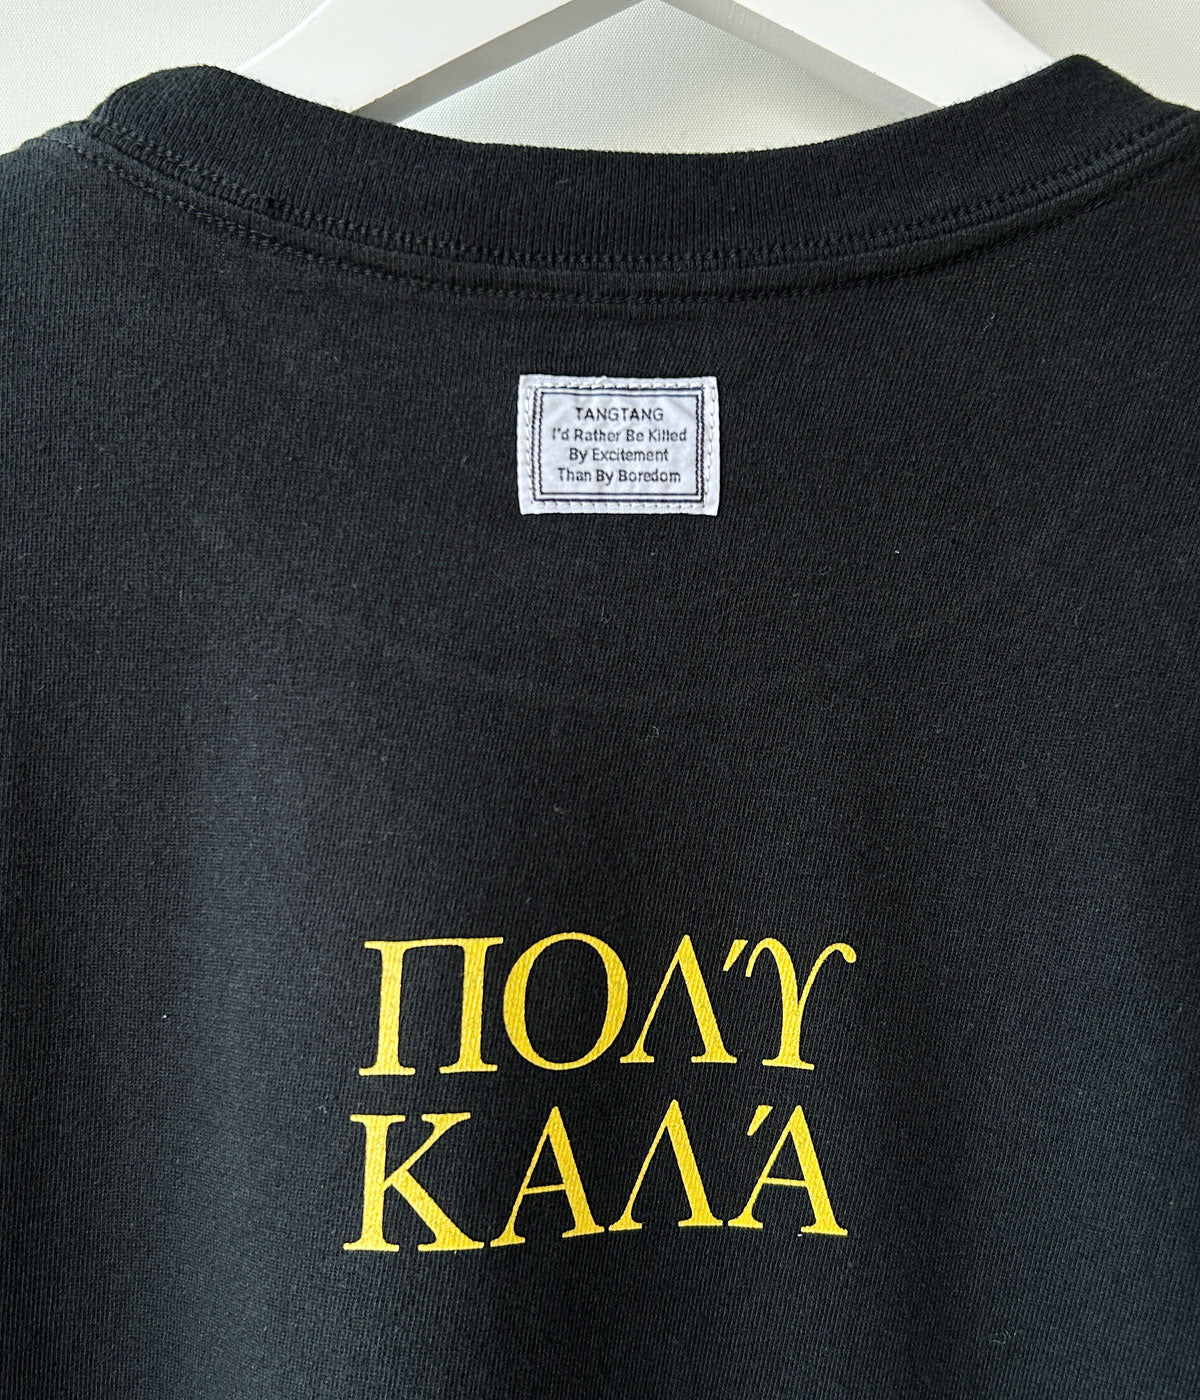 TANGTANG
I'd Rather Be Killed
By Excitement
Than By Boredom
ΠΟΛΎ
ΚΑΛΆ